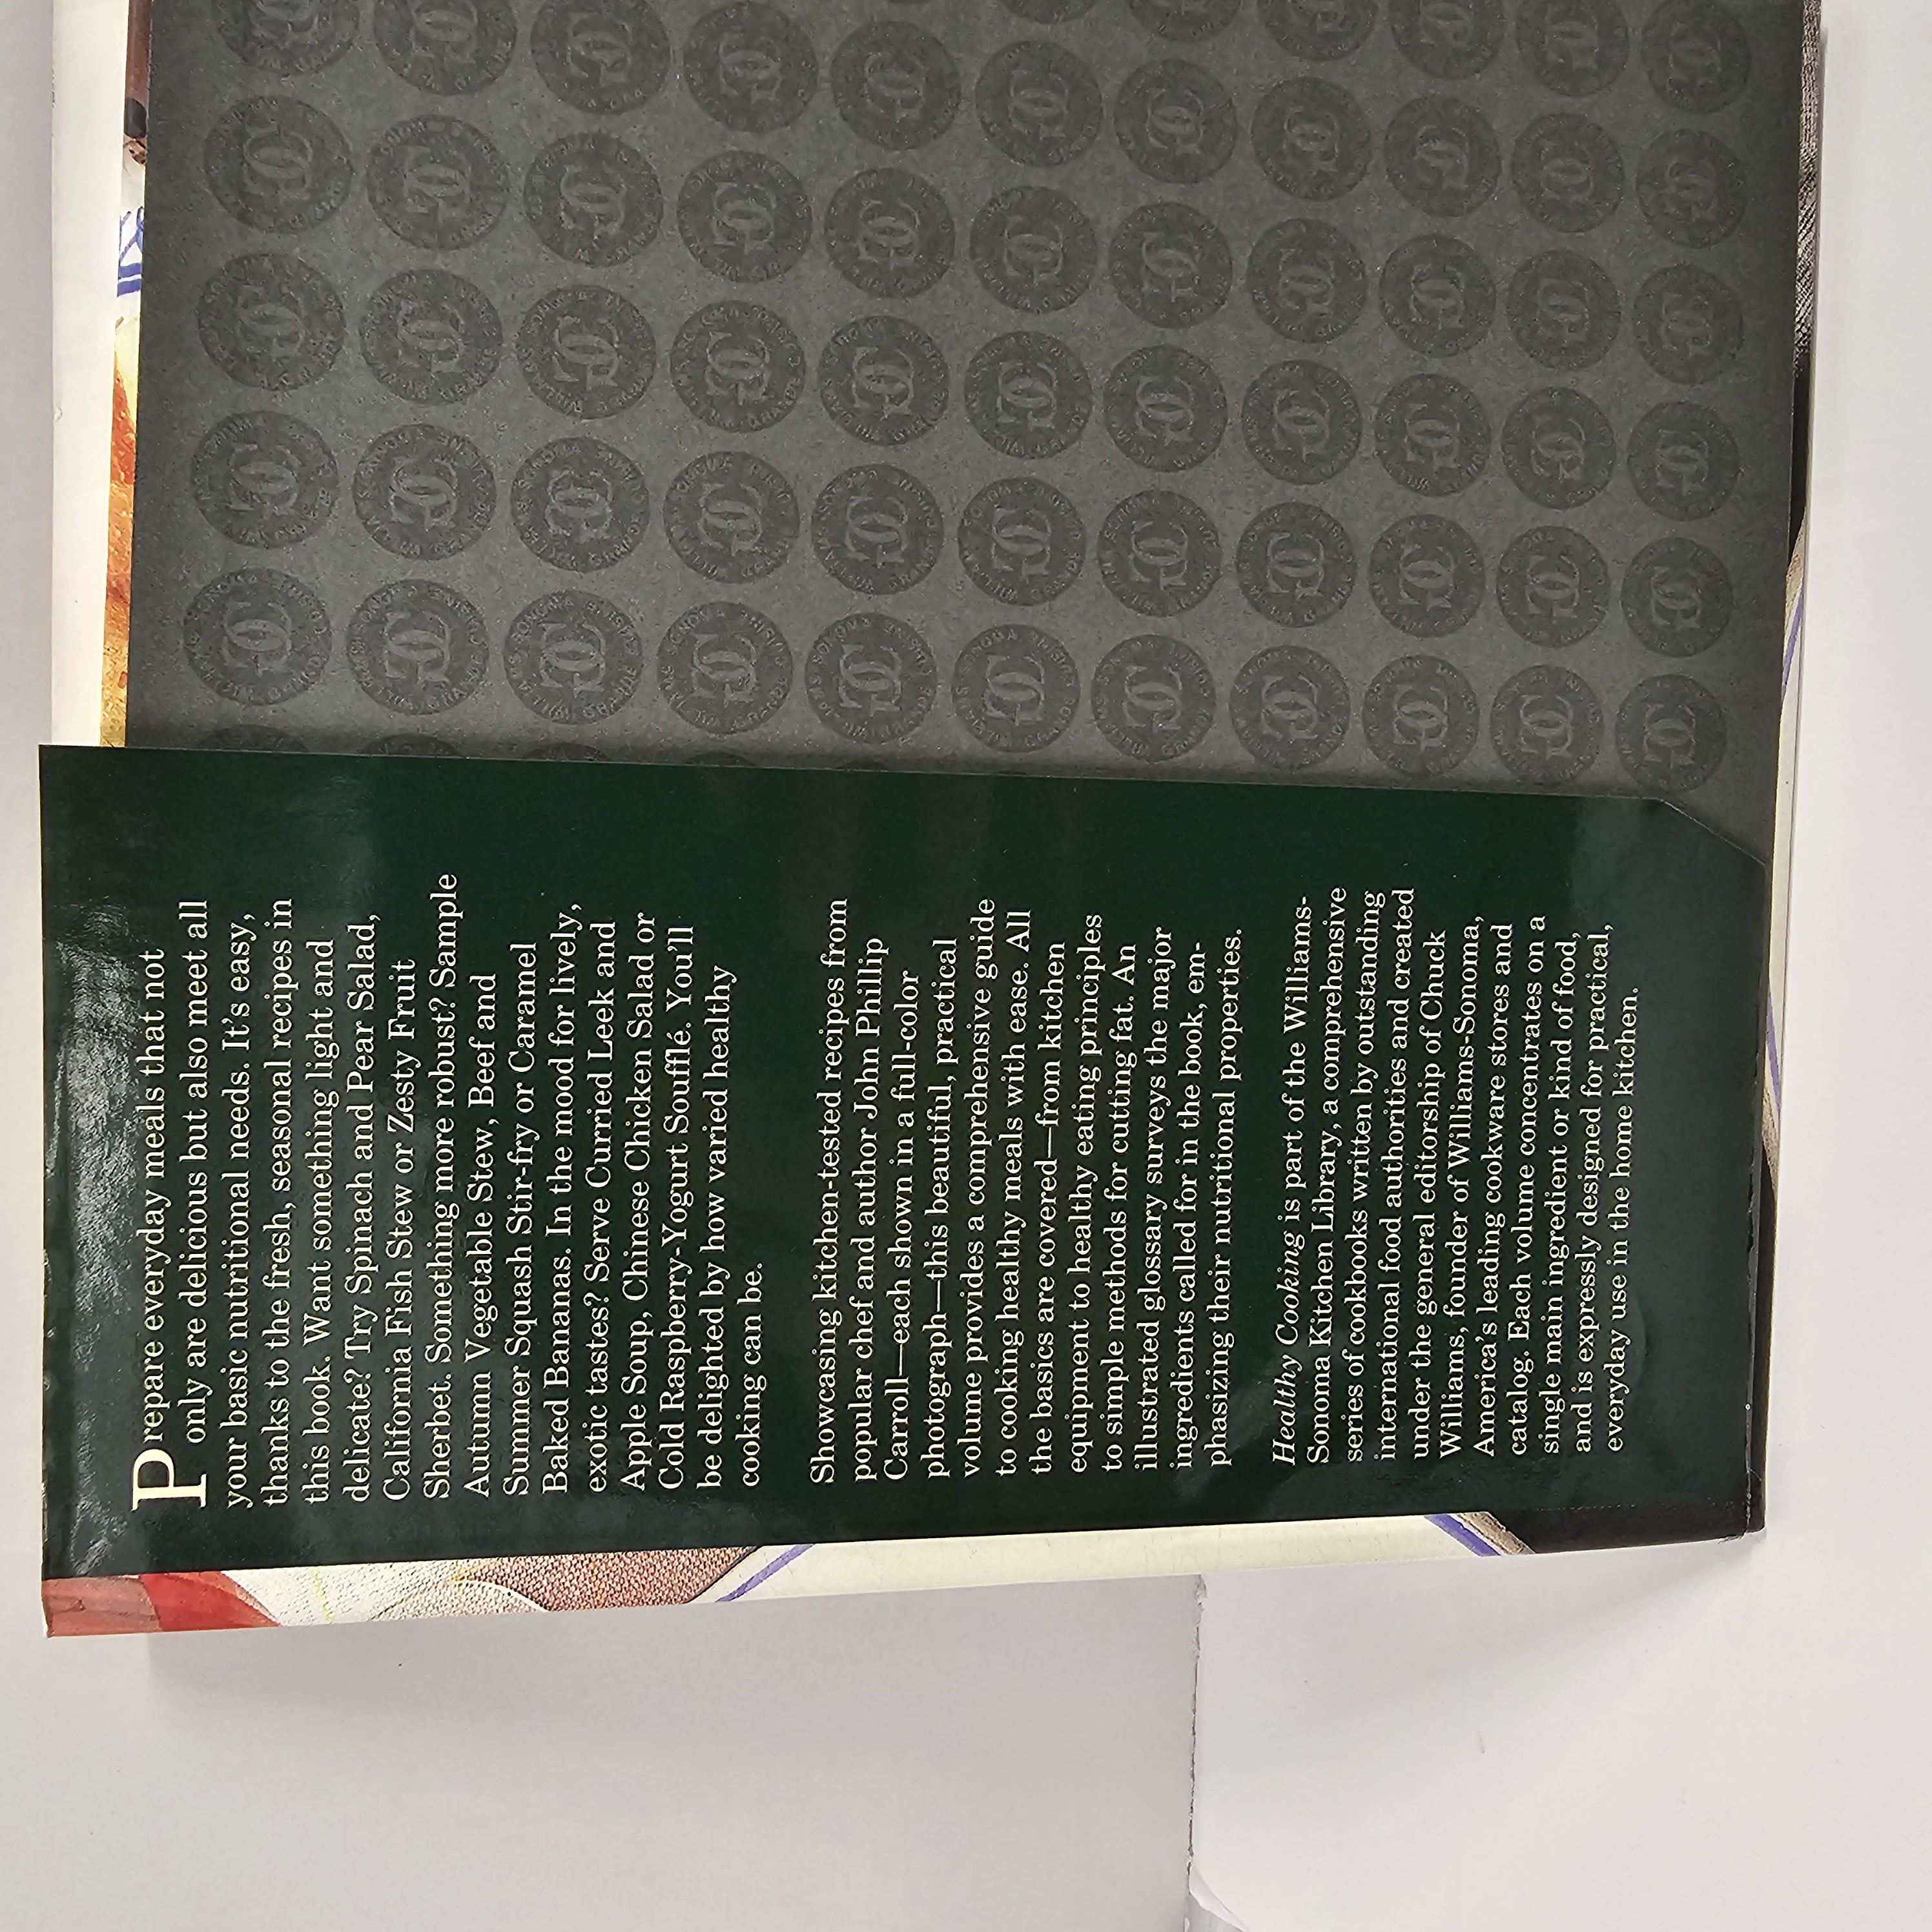 Prepare everyday meals that not
only are delicious but also meet all
your basic nutritional needs. It's easy,
thanks to the fresh, seasonal recipes in
this book. Want something light and
delicate? Try Spinach and Pear Salad,
California Fish Stew or Zesty Fruit
Sherbet. Something more robust? Sample
Autumn Vegetable Stew, Beef and
Summer Squash Stir-fry or Caramel
Baked Bananas. In the mood for lively,
exotic tastes? Serve Curried Leek and
Apple Soup, Chinese Chicken Salad or
Cold Raspberry-Yogurt Soufflé. You'll
be delighted by how varied healthy
cooking can be.
Showcasing kitchen-tested recipes from
popular chef and author John Phillip
Carroll—each shown in a full-color
photograph—this beautiful, practical
volume provides a comprehensive guide
to cooking healthy meals with ease. All
the basics are covered—from kitchen
equipment to healthy eating principles
to simple methods for cutting fat. An
illustrated glossary surveys the major
ingredients called for in the book, em-
phasizing their nutritional properties.
Healthy Cooking is part of the Williams-
Sonoma Kitchen Library, a comprehensive
series of cookbooks written by outstanding
international food authorities and created
under the general editorship of Chuck
Williams, founder of Williams-Sonoma,
America's leading cookware stores and
catalog. Each volume concentrates on a
single main ingredient or kind of food,
and is expressly designed for practical,
everyday use in the home kitchen.